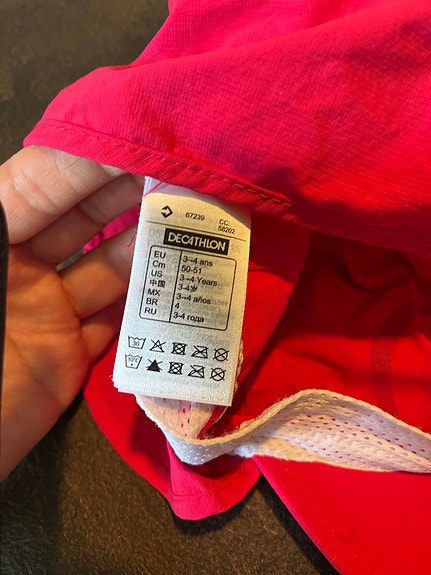 67239 CC:
58202
DECATHLON
EU 3→4 ans
Cm 50-51
US 3→4 Years
中国 3-4岁
MX 3→4 años
BR 4
RU 3-4 года
30